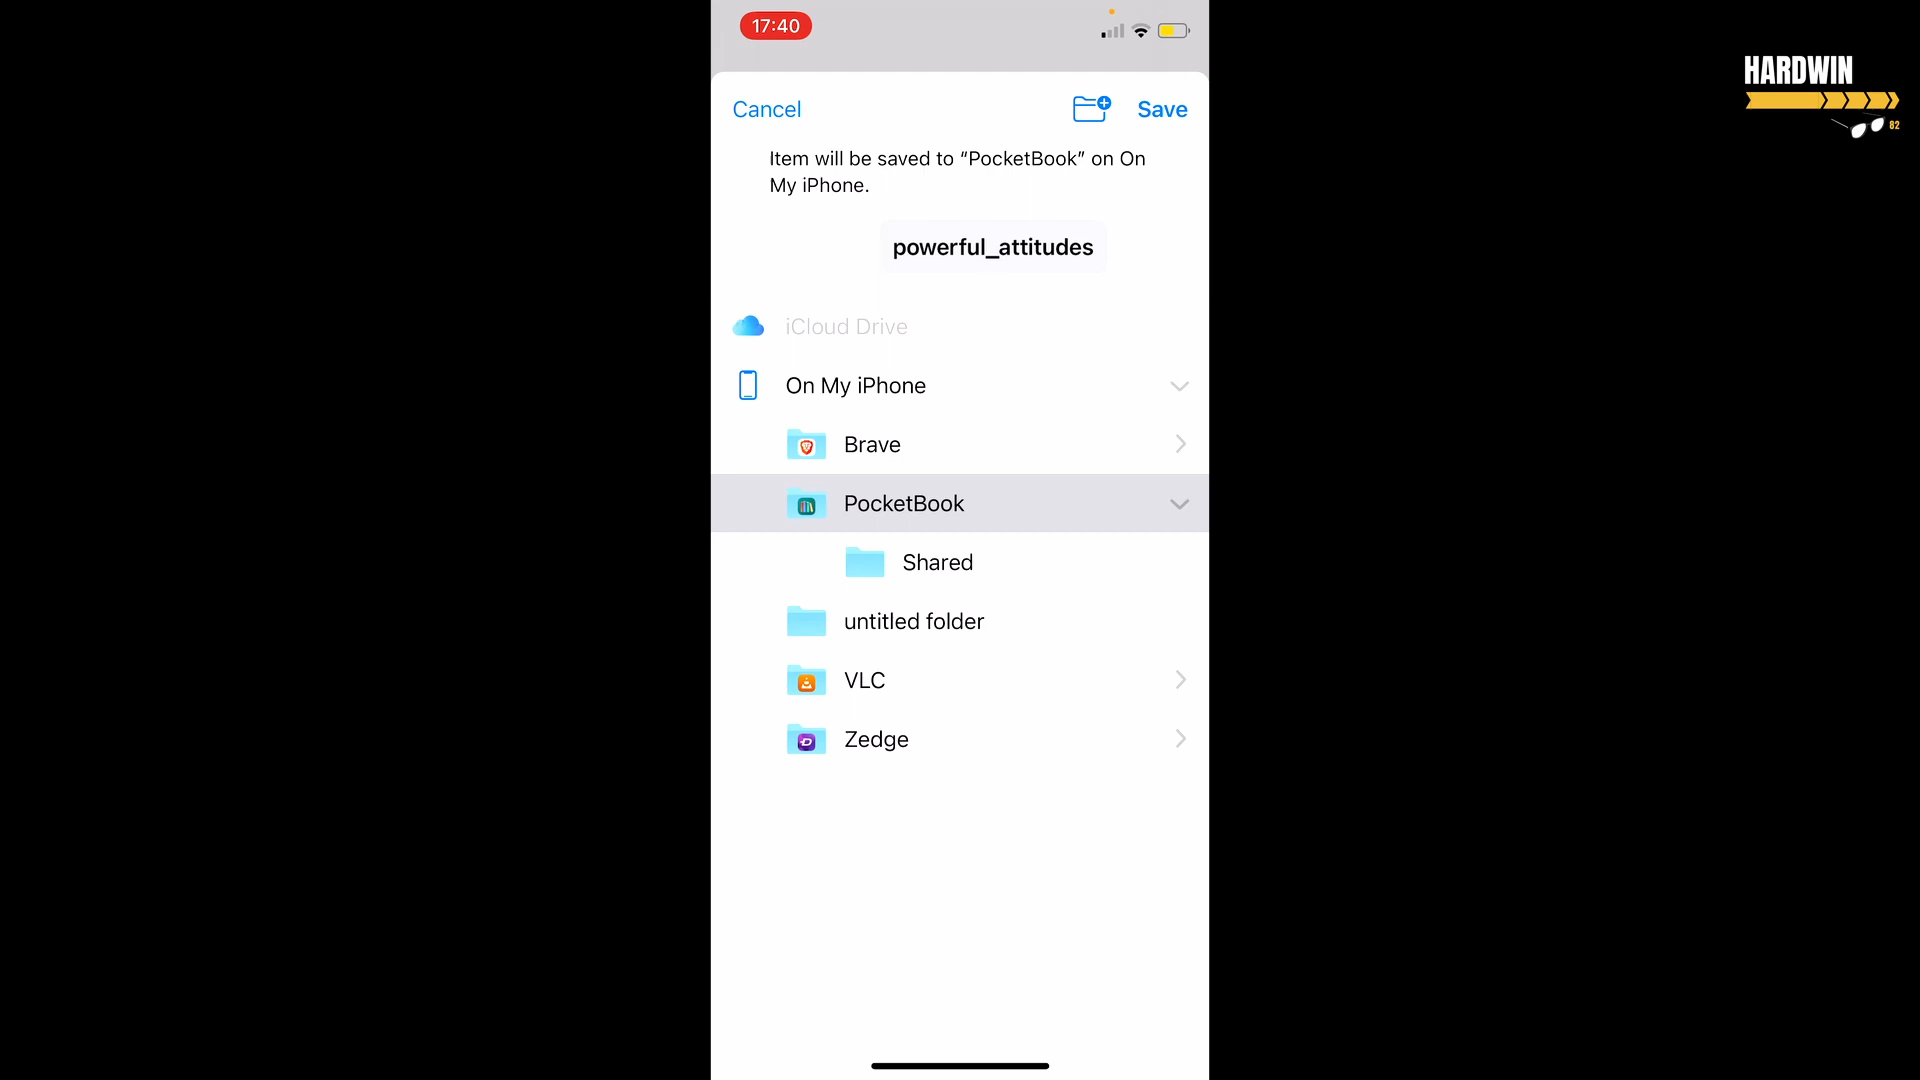 17:40
HARDWIN
82
Cancel
Save
Item will be saved to “PocketBook” on On
My iPhone.
powerful_attitudes
iCloud Drive
On My iPhone
Brave
PocketBook
Shared
untitled folder
VLC
Zedge